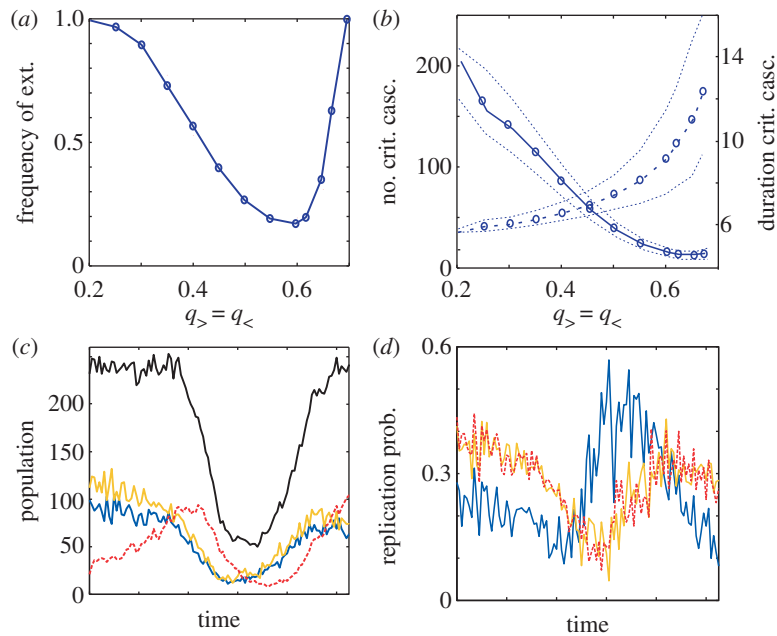 (a)
1.0
0.5
0
frequency of ext.
0.2 0.4 0.6
q> = q<
(b)
200
150
100
50
0
no. crit. casc.
14
10
6
duration crit. casc.
0.2 0.4 0.6
q> = q<
(c)
200
150
100
50
0
population
time
(d)
0.6
0.3
0
replication prob.
time